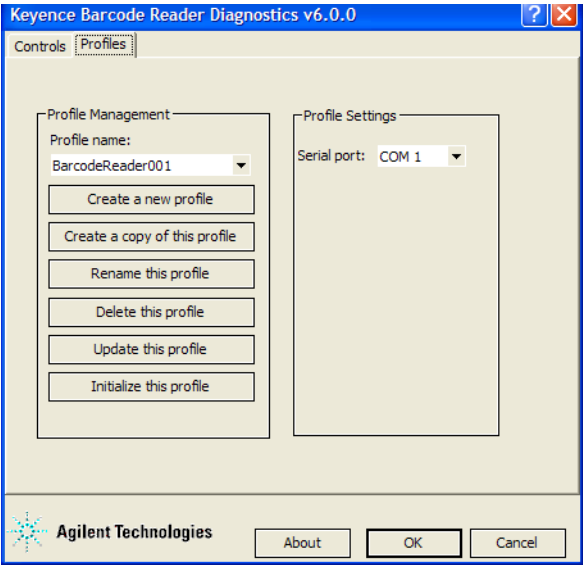 Keyence Barcode Reader Diagnostics v6.0.0
Controls Profiles
Profile Management
Profile name:
BarcodeReader001
Create a new profile
Create a copy of this profile
Rename this profile
Delete this profile
Update this profile
Initialize this profile
Profile Settings
Serial port: COM 1
Agilent Technologies
About OK Cancel